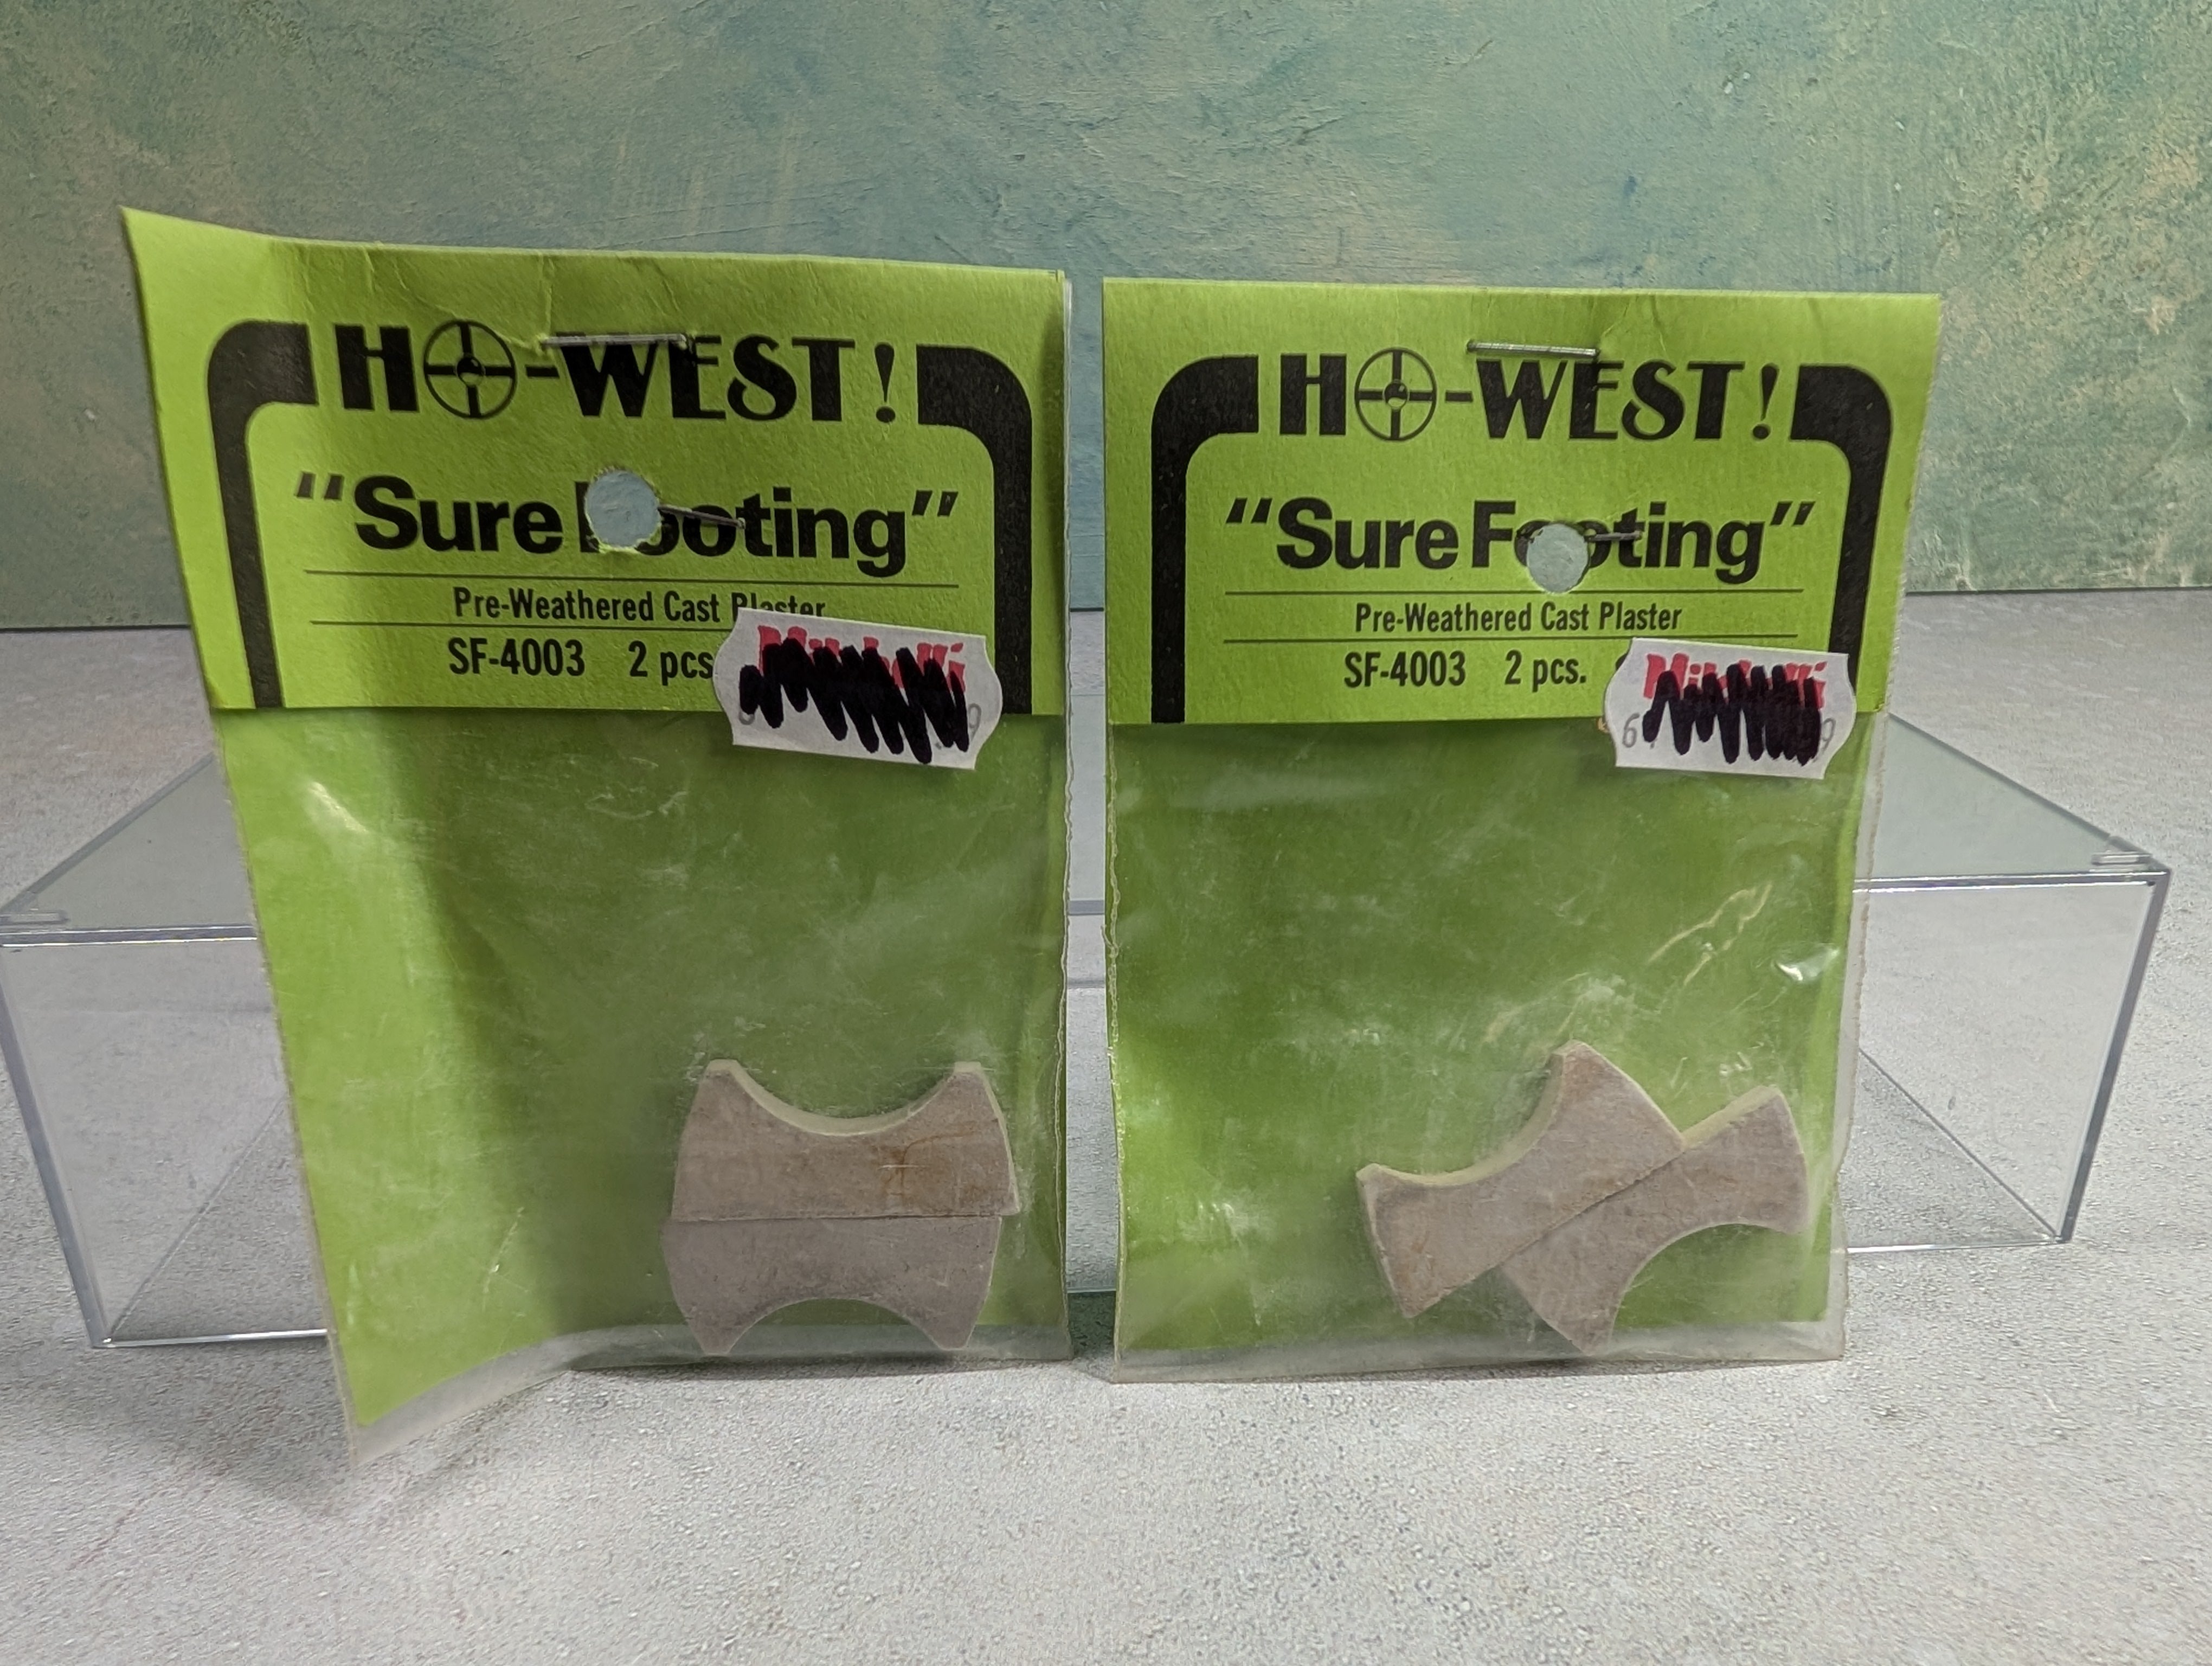 HO-WEST!
"Sure Footing"
Pre-Weathered Cast Plaster
SF-4003 2 pcs
HO-WEST!
"Sure Footing"
Pre-Weathered Cast Plaster
SF-4003 2 pcs.